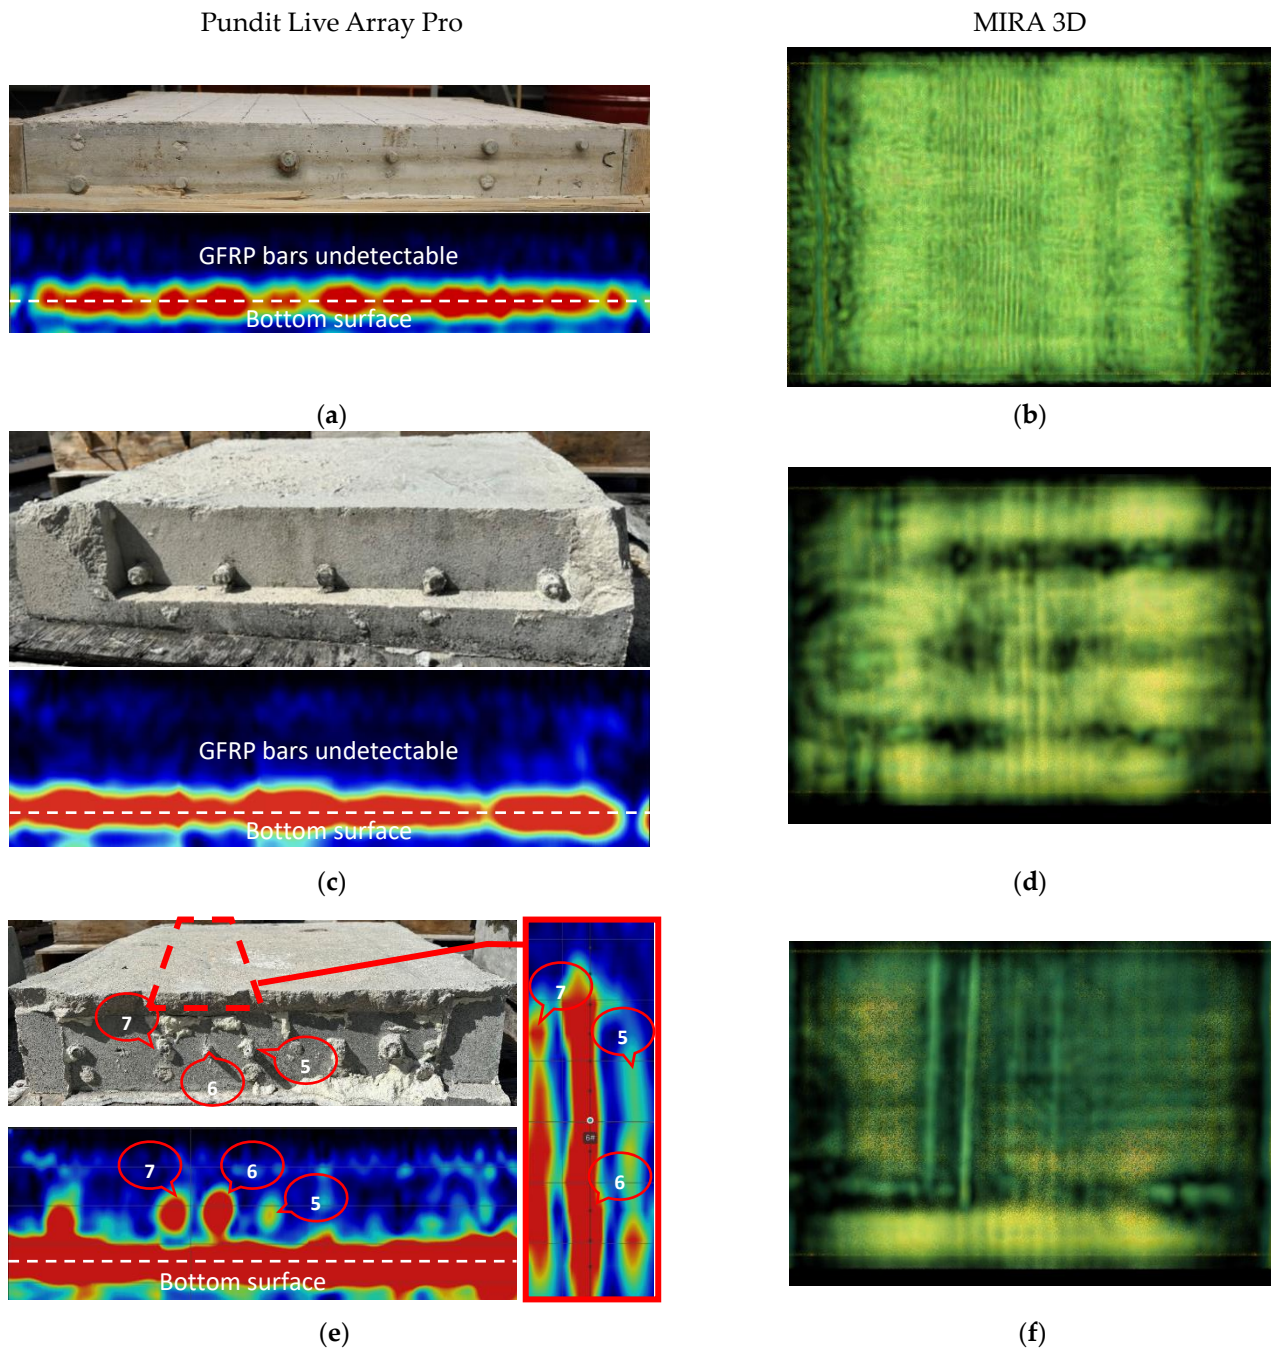 Pundit Live Array Pro
MIRA 3D
GFRP bars undetectable
Bottom surface
(a)
(b)
GFRP bars undetectable
Bottom surface
(c)
(d)
7
5
6
7
5
6
6#
7
6
5
Bottom surface
(e)
(f)